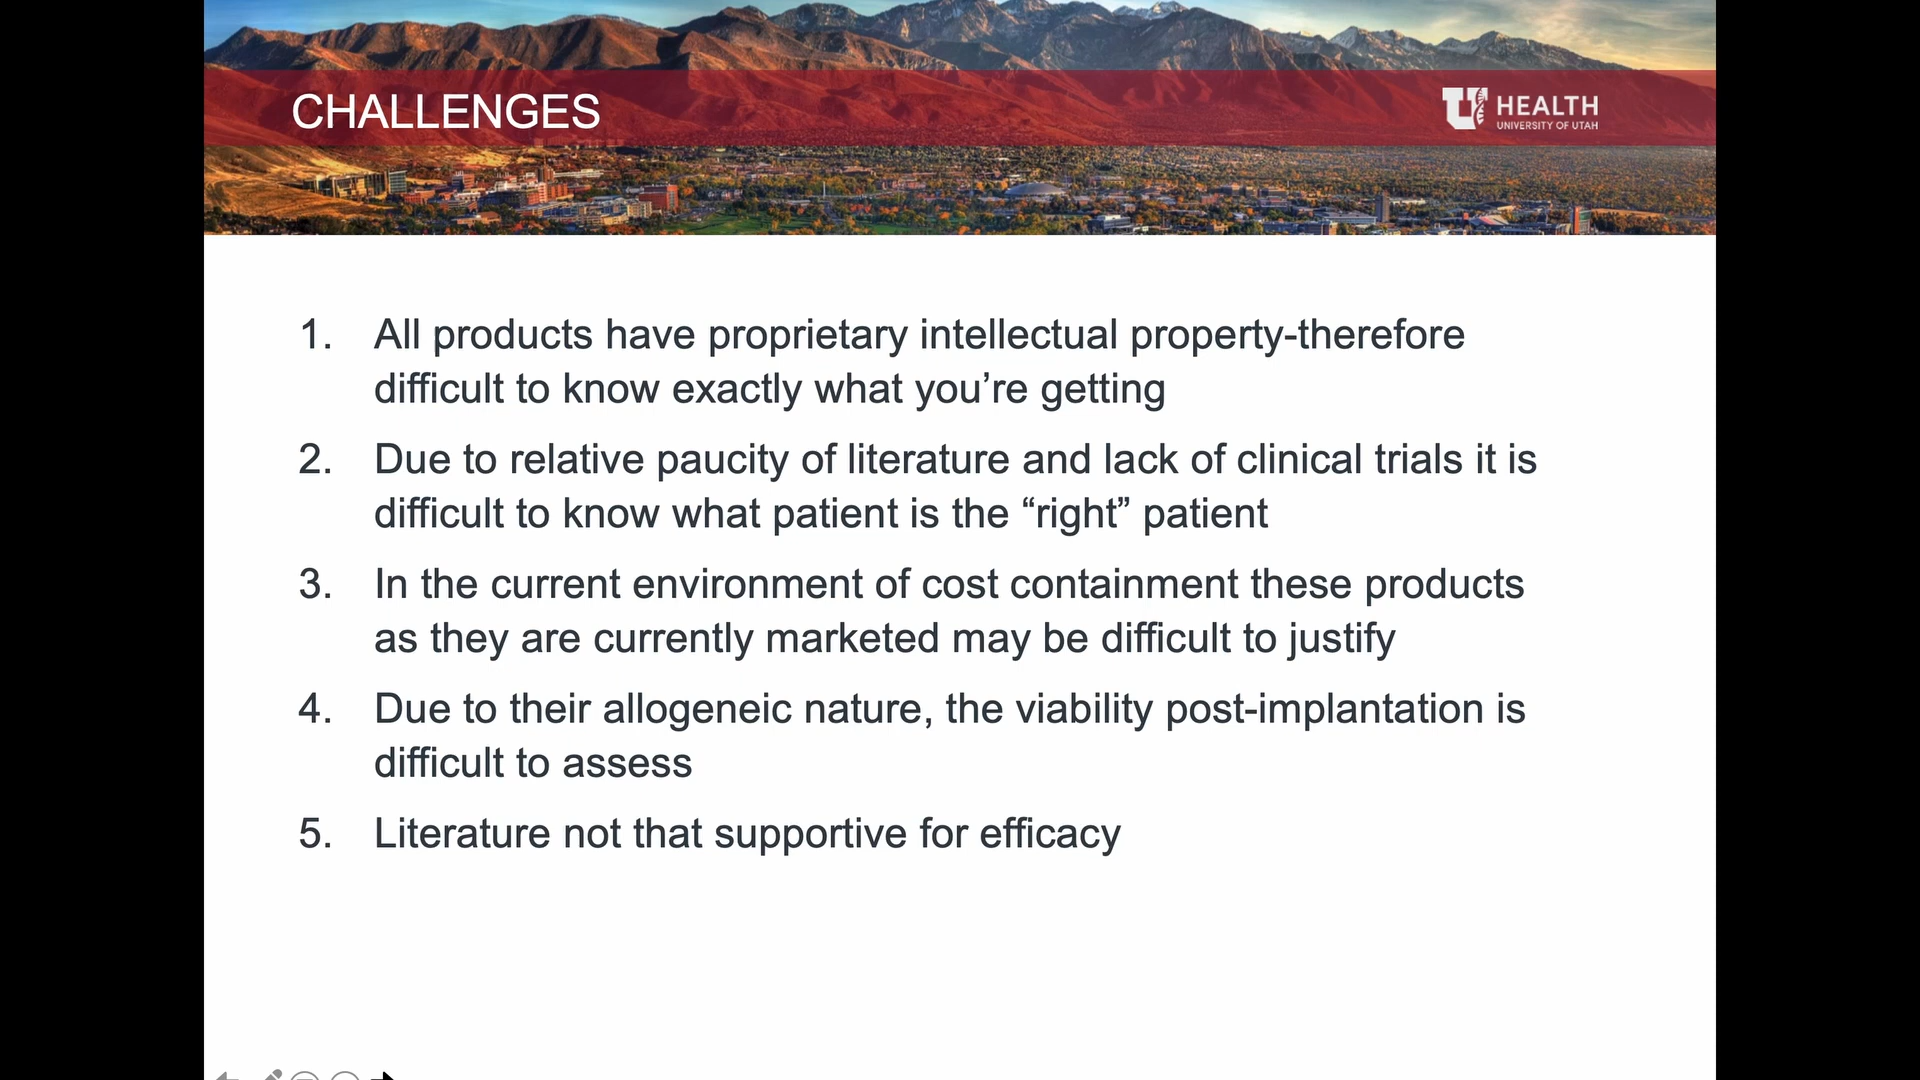 CHALLENGES
U HEALTH
UNIVERSITY OF UTAH
1. All products have proprietary intellectual property-therefore
difficult to know exactly what you’re getting
2. Due to relative paucity of literature and lack of clinical trials it is
difficult to know what patient is the “right” patient
3. In the current environment of cost containment these products
as they are currently marketed may be difficult to justify
4. Due to their allogeneic nature, the viability post-implantation is
difficult to assess
5. Literature not that supportive for efficacy